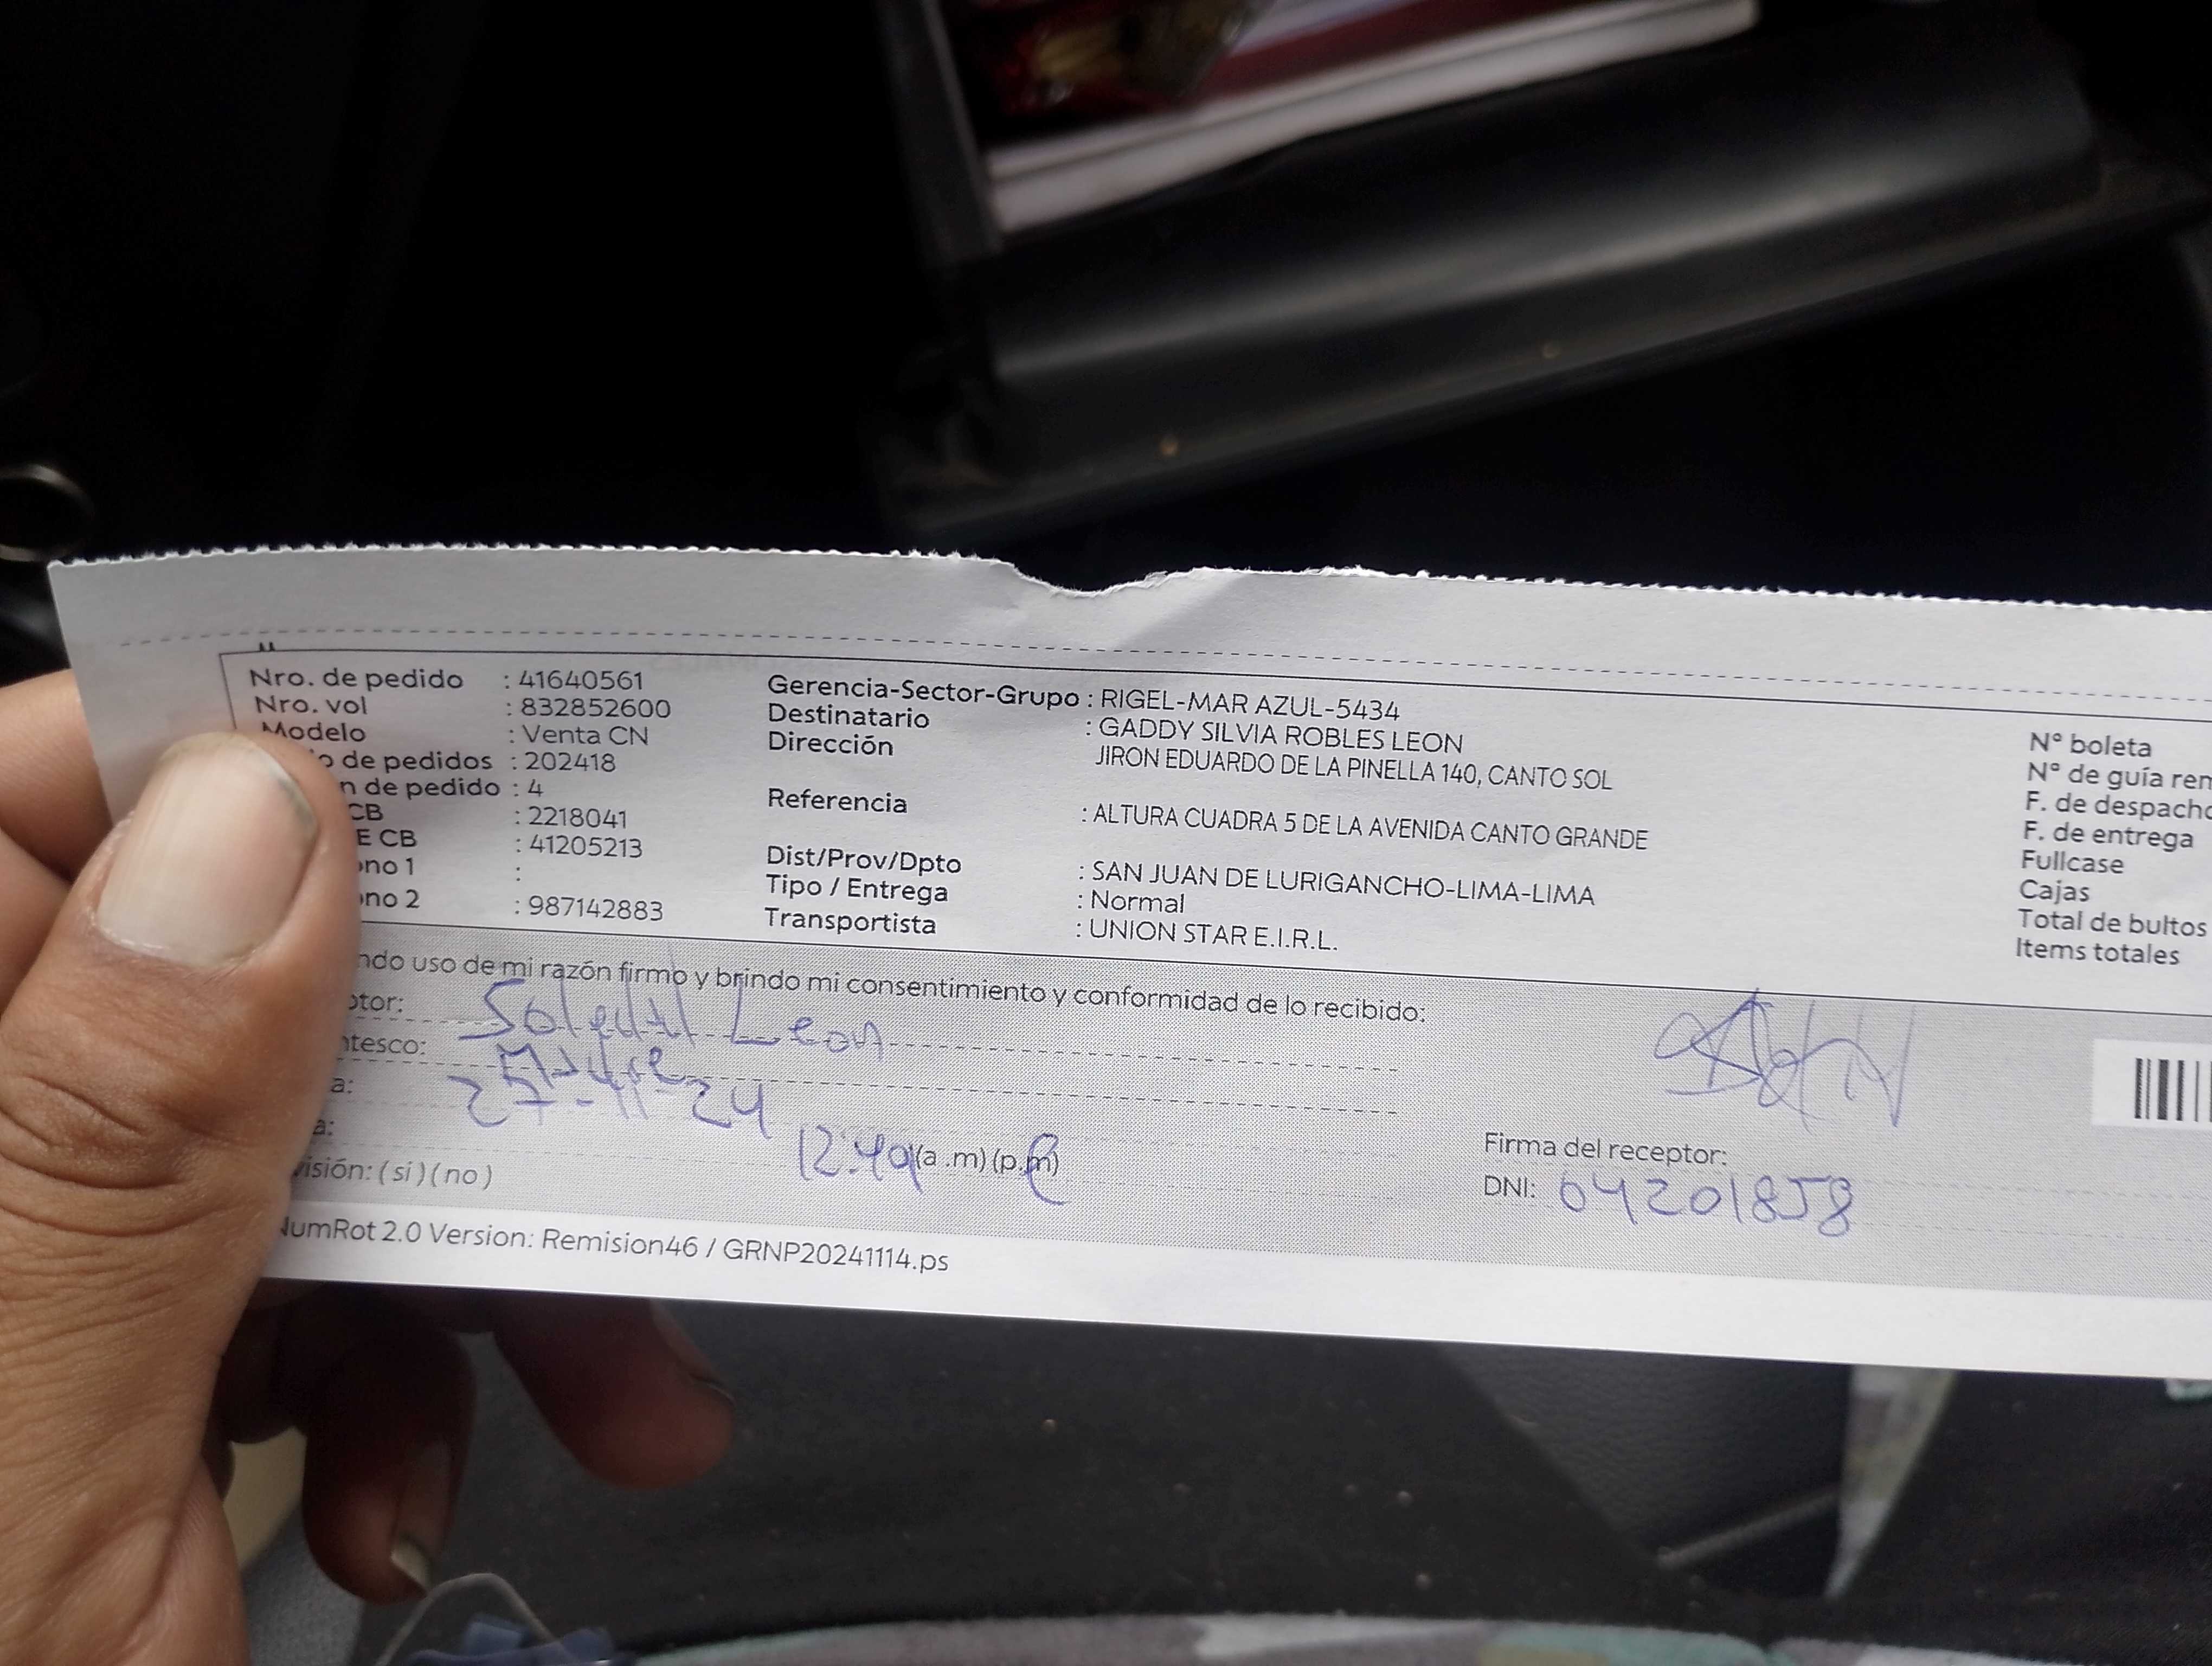 Nro. de pedido : 41640561
Nro. vol : 832852600
Modelo : Venta CN
de pedidos : 202418
n de pedido : 4
CB : 2218041
E CB : 41205213
ono 1 :
ono 2 : 987142883
Gerencia-Sector-Grupo : RIGEL-MAR AZUL-5434
Destinatario : GADDY SILVIA ROBLES LEON
Dirección JIRON EDUARDO DE LA PINELLA 140, CANTO SOL
Referencia : ALTURA CUADRA 5 DE LA AVENIDA CANTO GRANDE
Dist/Prov/Dpto : SAN JUAN DE LURIGANCHO-LIMA-LIMA
Tipo / Entrega : Normal
Transportista : UNION STAR E.I.R.L.
N° boleta
N° de guía rem
F. de despacho
F. de entrega
Fullcase
Cajas
Total de bultos
Items totales
ndo uso de mi razón firmo y brindo mi consentimiento y conformidad de lo recibido:
ptor: Soledad Leon
ntesco: Madre
a: 27-11-24
a: 12:49 (a .m) (p.m)
visión: ( si ) ( no )
Firma del receptor:
DNI: 04201858
NumRot 2.0 Version: Remision46 / GRNP20241114.ps